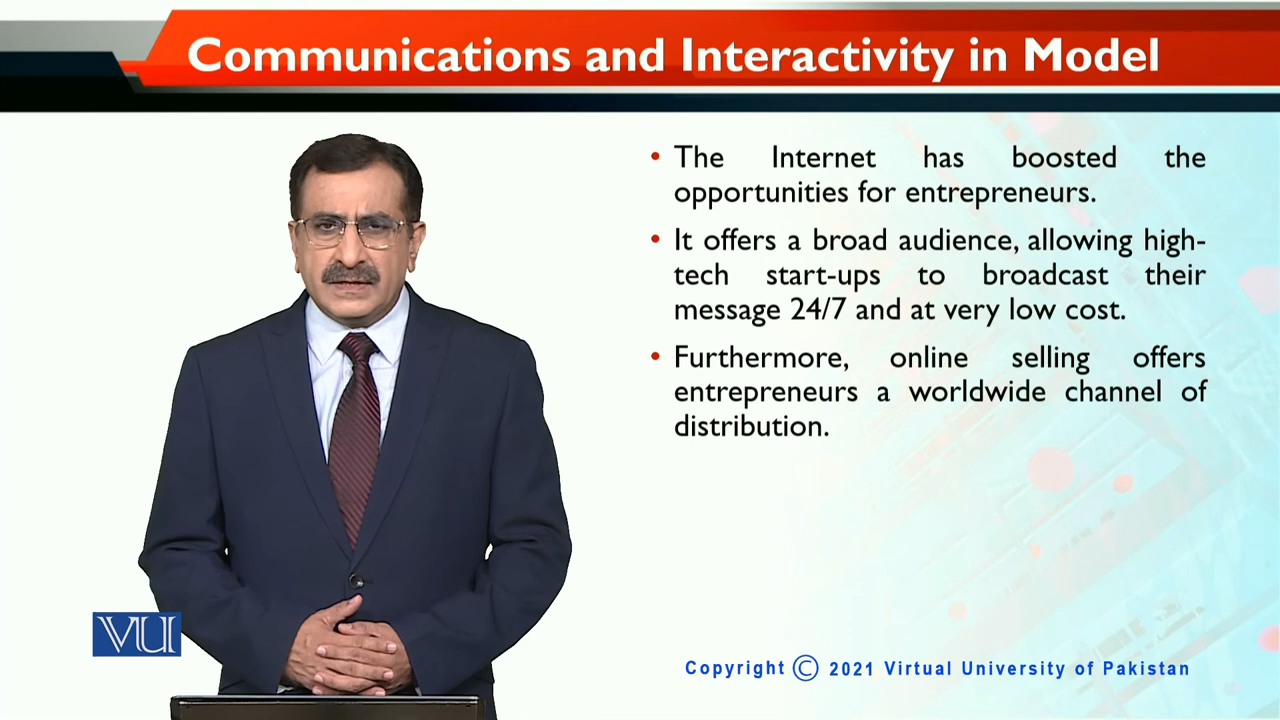 Communications and Interactivity in Model
• The Internet has boosted the
opportunities for entrepreneurs.
• It offers a broad audience, allowing high-
tech start-ups to broadcast their
message 24/7 and at very low cost.
• Furthermore, online selling offers
entrepreneurs a worldwide channel of
distribution.
VU
Copyright © 2021 Virtual University of Pakistan